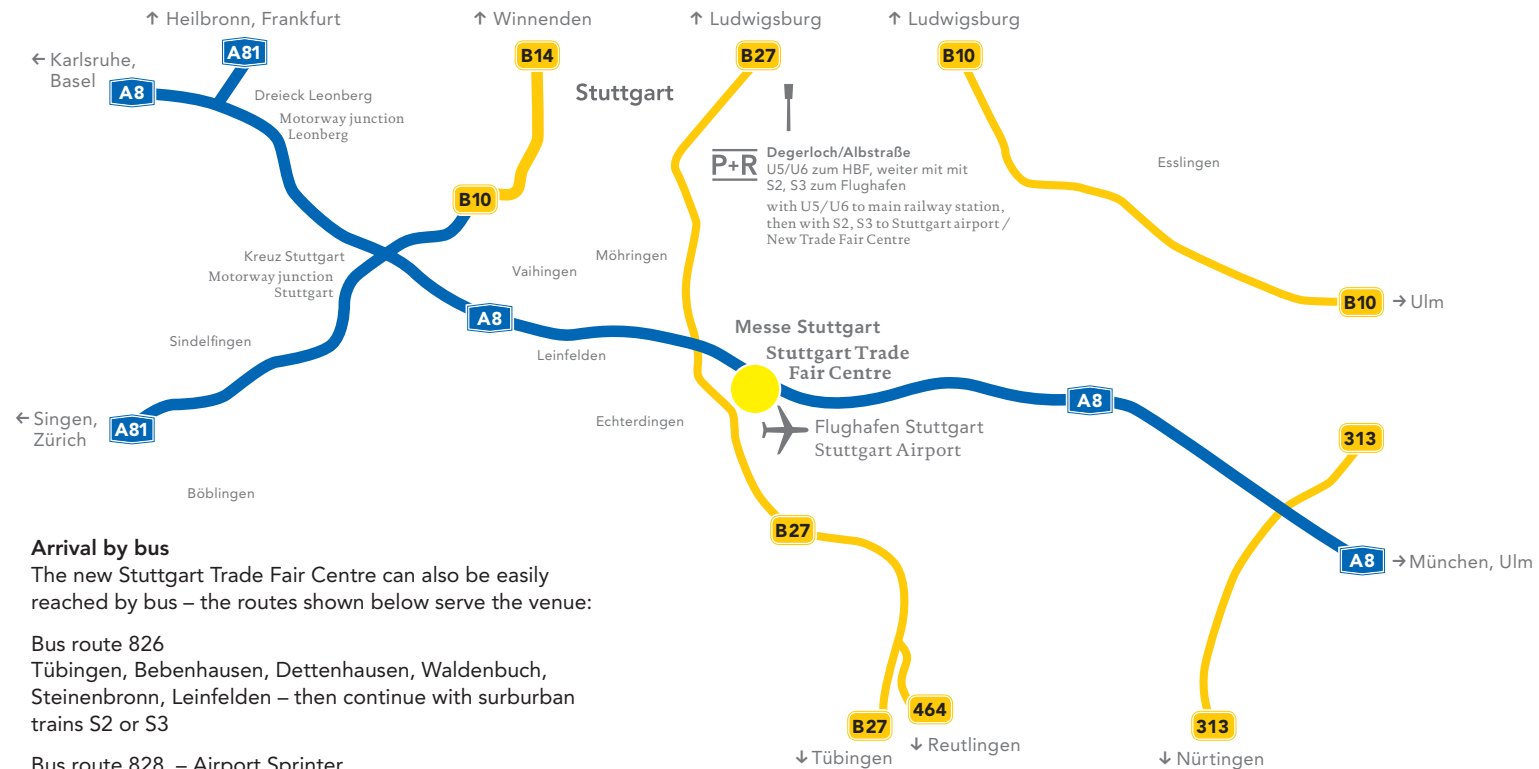 ↑ Heilbronn, Frankfurt
↑ Winnenden
↑ Ludwigsburg
↑ Ludwigsburg
← Karlsruhe,
Basel
A8
A81
B14
B27
B10
Dreieck Leonberg
Motorway junction
Leonberg
Stuttgart
P+R
Degerloch/Albstraße
U5/U6 zum HBF, weiter mit mit
S2, S3 zum Flughafen
with U5/U6 to main railway station,
then with S2, S3 to Stuttgart airport /
New Trade Fair Centre
Esslingen
B10
Kreuz Stuttgart
Motorway junction
Stuttgart
Vaihingen
Möhringen
B10
→ Ulm
A8
Sindelfingen
Leinfelden
Messe Stuttgart
Stuttgart Trade
Fair Centre
A8
← Singen,
Zürich
A81
Echterdingen
Flughafen Stuttgart
Stuttgart Airport
313
Böblingen
B27
A8
→ München, Ulm
Arrival by bus
The new Stuttgart Trade Fair Centre can also be easily
reached by bus – the routes shown below serve the venue:
Bus route 826
Tübingen, Bebenhausen, Dettenhausen, Waldenbuch,
Steinenbronn, Leinfelden – then continue with surburban
trains S2 or S3
Bus route 828 – Airport Sprinter
B27
464
313
↓ Tübingen
↓ Reutlingen
↓ Nürtingen